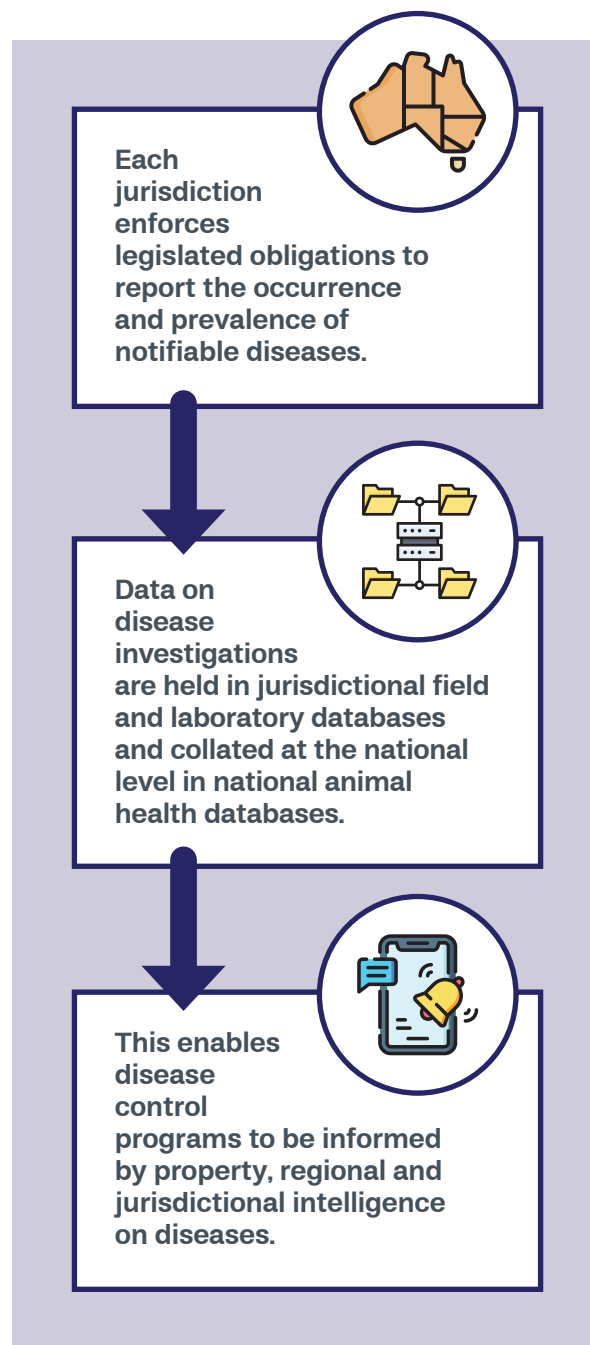 Each
jurisdiction
enforces
legislated obligations to
report the occurrence
and prevalence of
notifiable diseases.
Data on
disease
investigations
are held in jurisdictional field
and laboratory databases
and collated at the national
level in national animal
health databases.
This enables
disease
control
programs to be informed
by property, regional and
jurisdictional intelligence
on diseases.